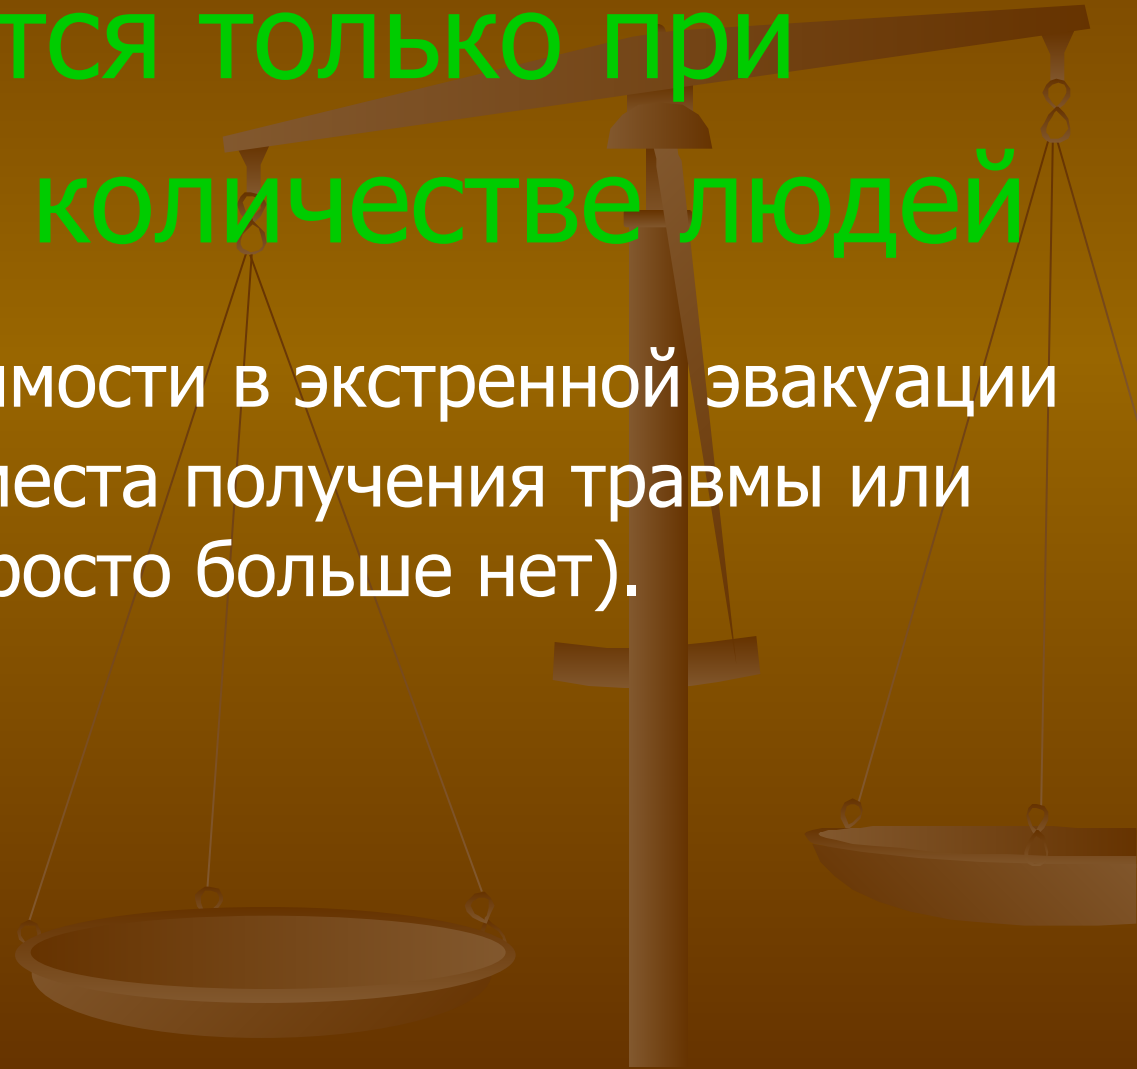 тся только при
количестве людей
имости в экстренной эвакуации
места получения травмы или
росто больше нет).